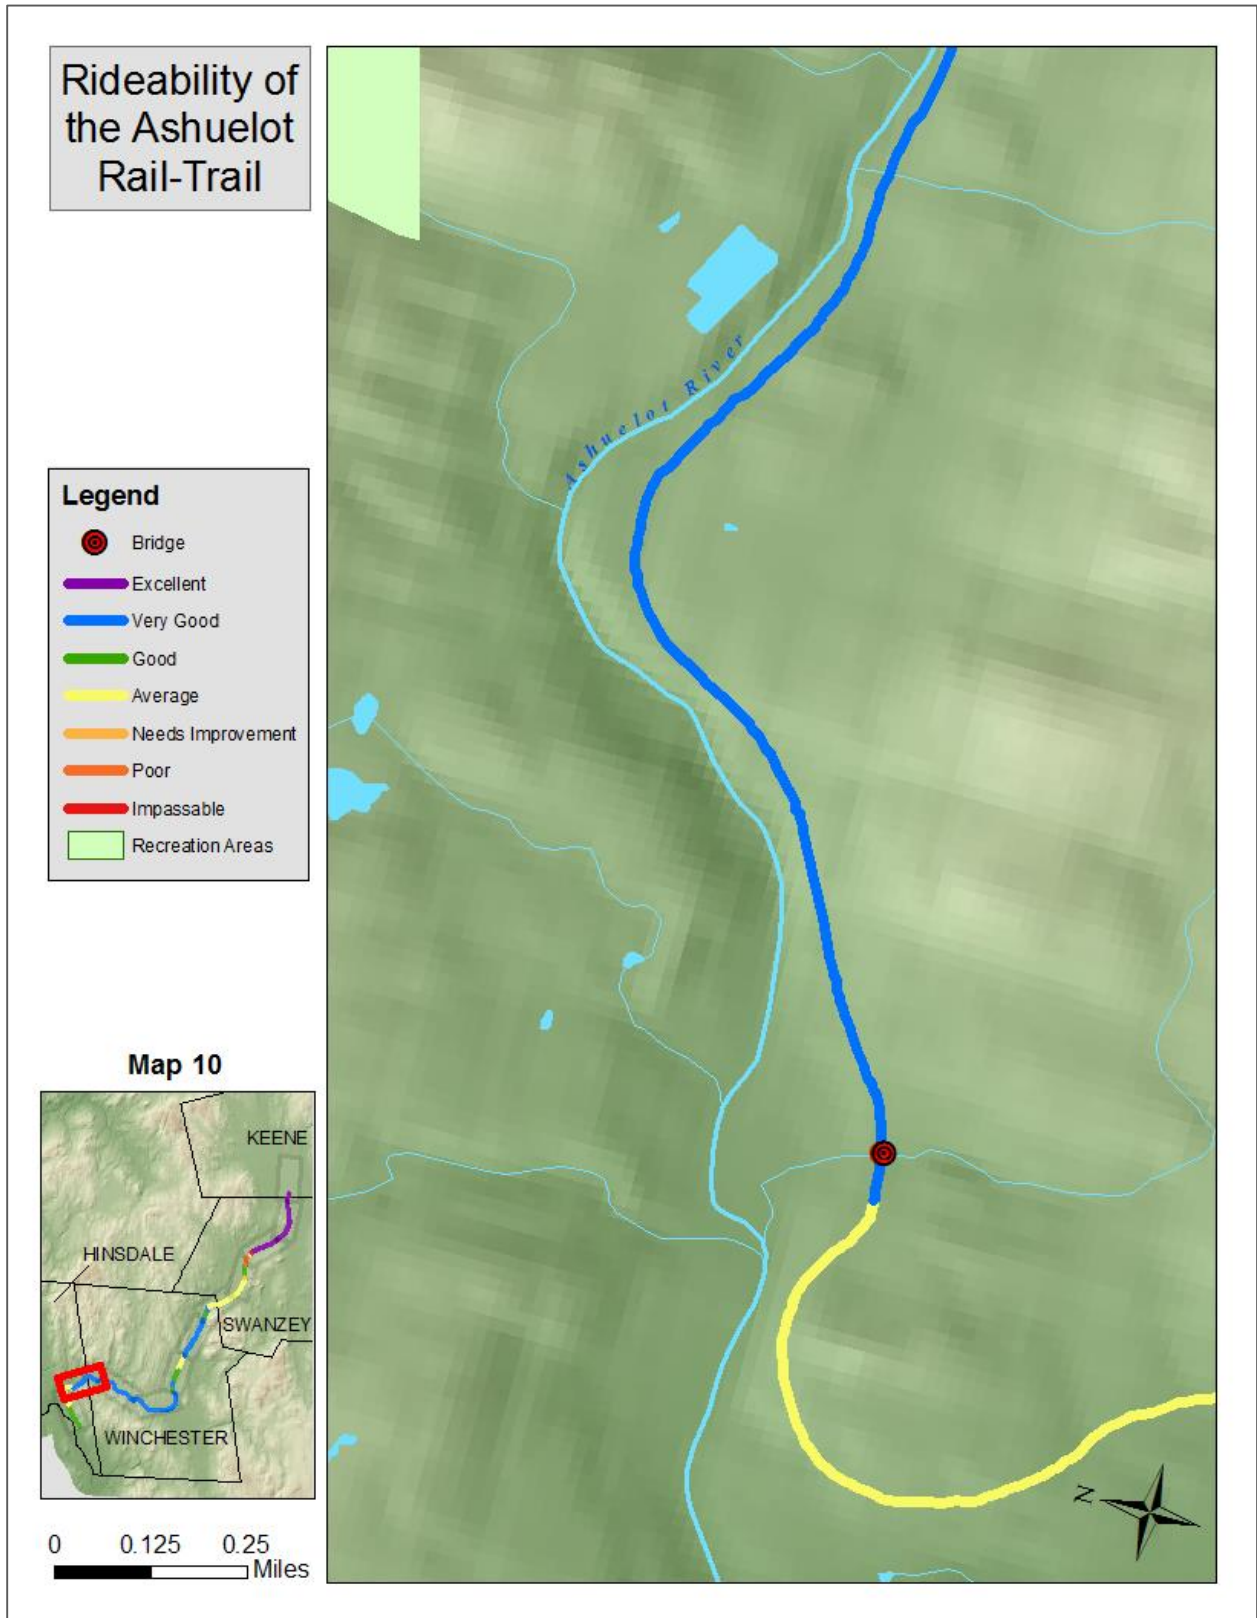 Rideability of
the Ashuelot
Rail-Trail
Ashuelot River
Legend
Bridge
Excellent
Very Good
Good
Average
Needs Improvement
Poor
Impassable
Recreation Areas
Map 10
KEENE
HINSDALE
SWANZEY
WINCHESTER
0 0.125 0.25
Miles
N